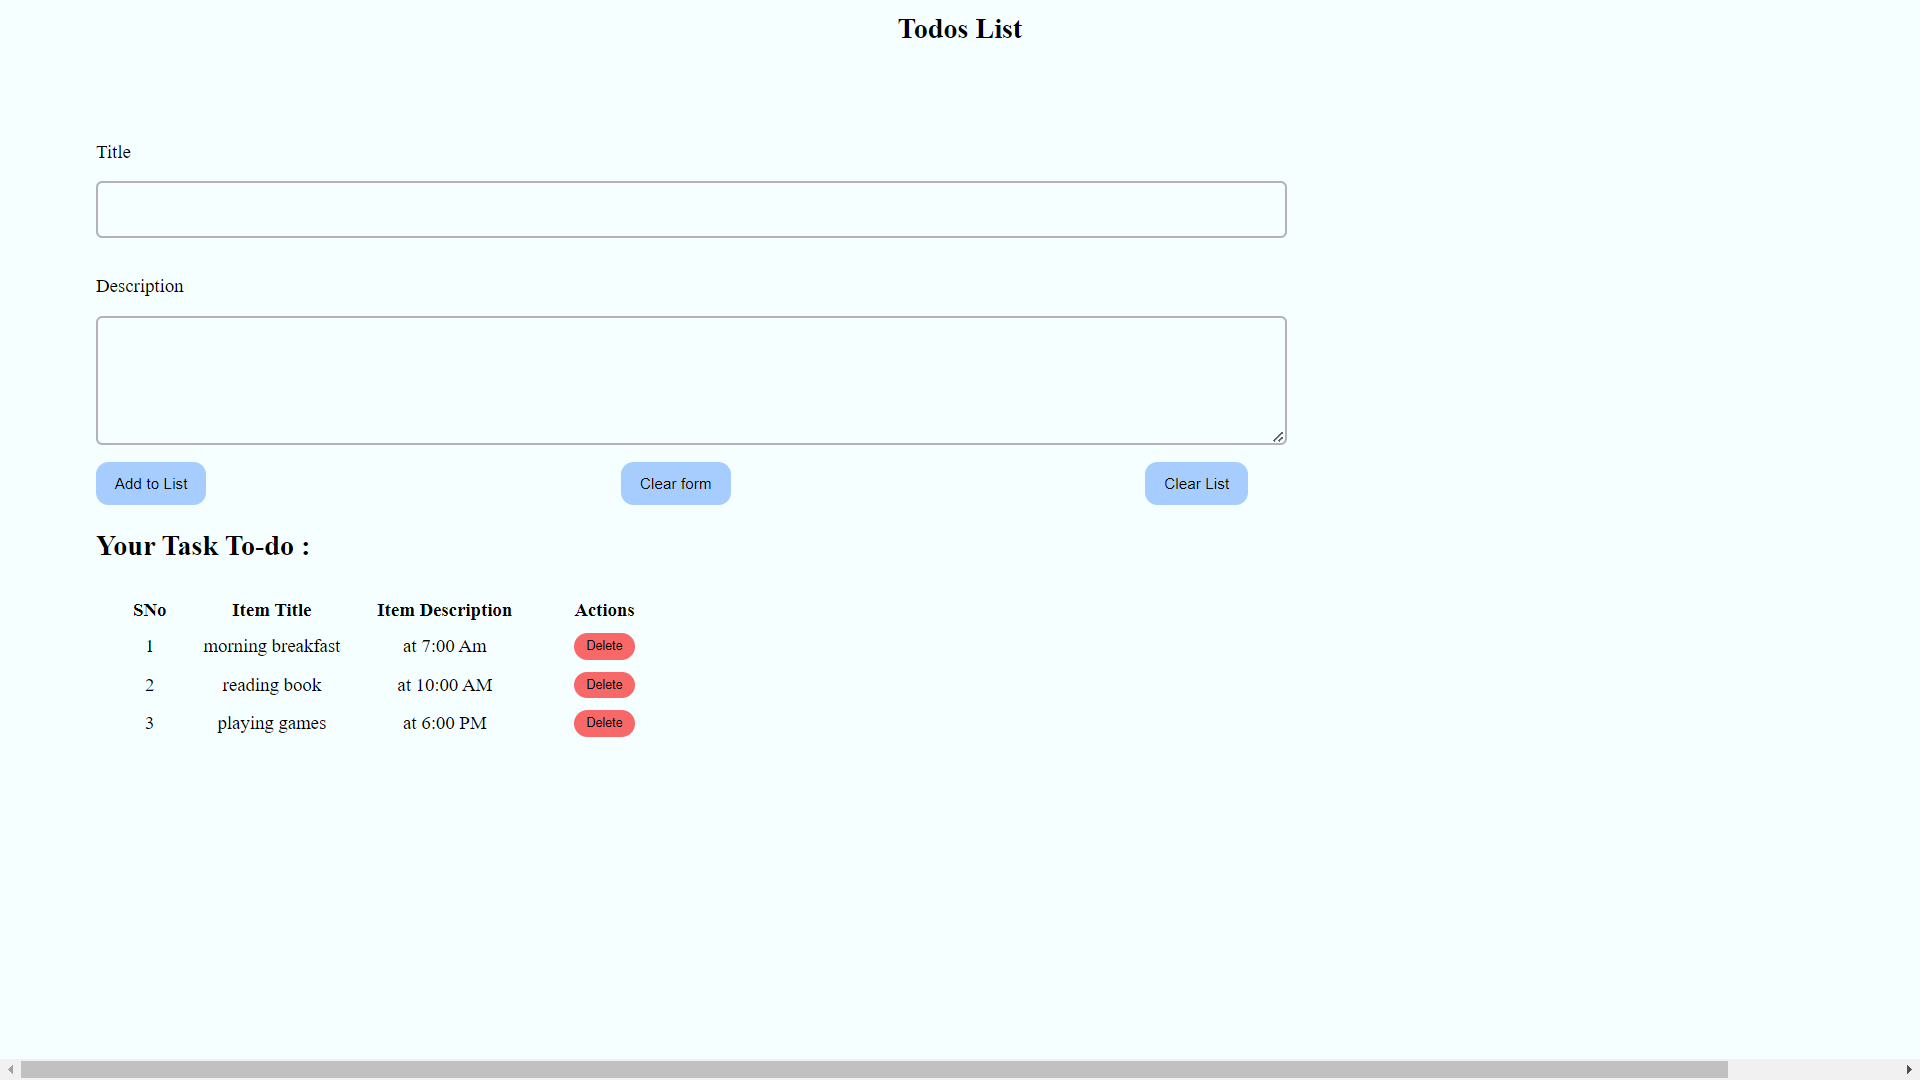 Todos List
Title
Description
Add to List Clear form Clear List
Your Task To-do :
SNo Item Title Item Description Actions
1 morning breakfast at 7:00 Am Delete
2 reading book at 10:00 AM Delete
3 playing games at 6:00 PM Delete